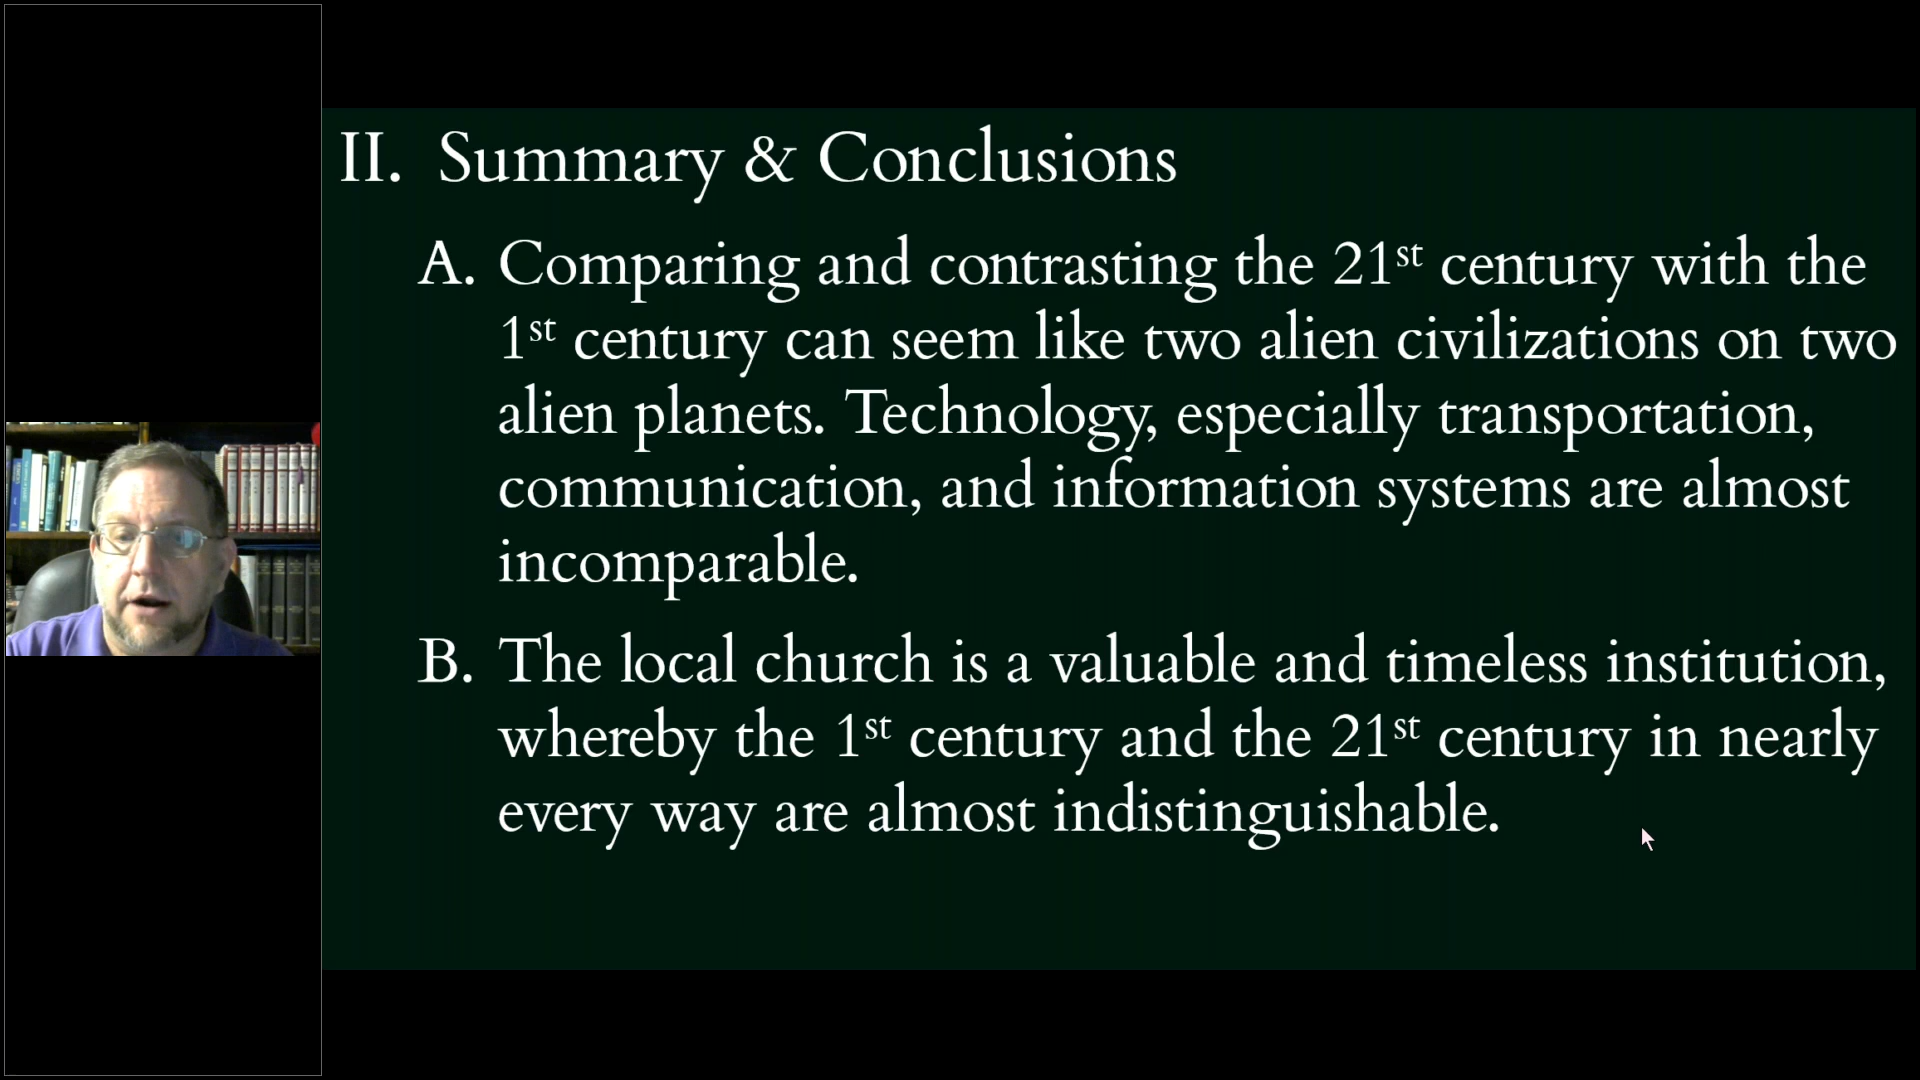 II. Summary & Conclusions
A. Comparing and contrasting the 21st century with the
1st century can seem like two alien civilizations on two
alien planets. Technology, especially transportation,
communication, and information systems are almost
incomparable.
B. The local church is a valuable and timeless institution,
whereby the 1st century and the 21st century in nearly
every way are almost indistinguishable.